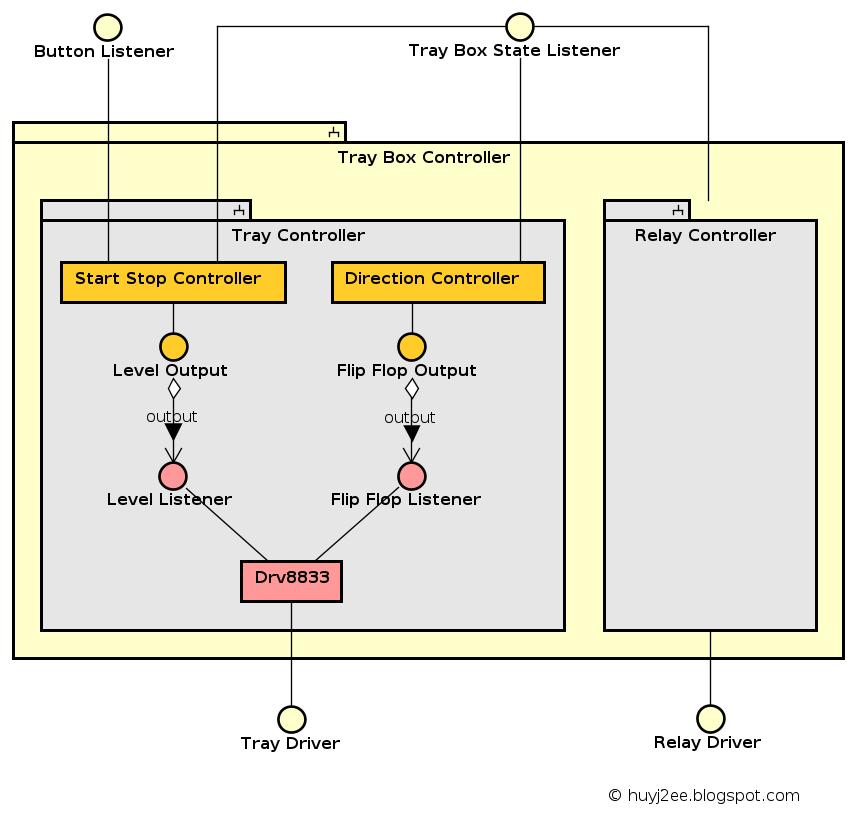 Button Listener
Tray Box State Listener
Tray Box Controller
Tray Controller
Relay Controller
Start Stop Controller
Direction Controller
Level Output
Flip Flop Output
output
output
Level Listener
Flip Flop Listener
Drv8833
Tray Driver
Relay Driver
© huyj2ee.blogspot.com